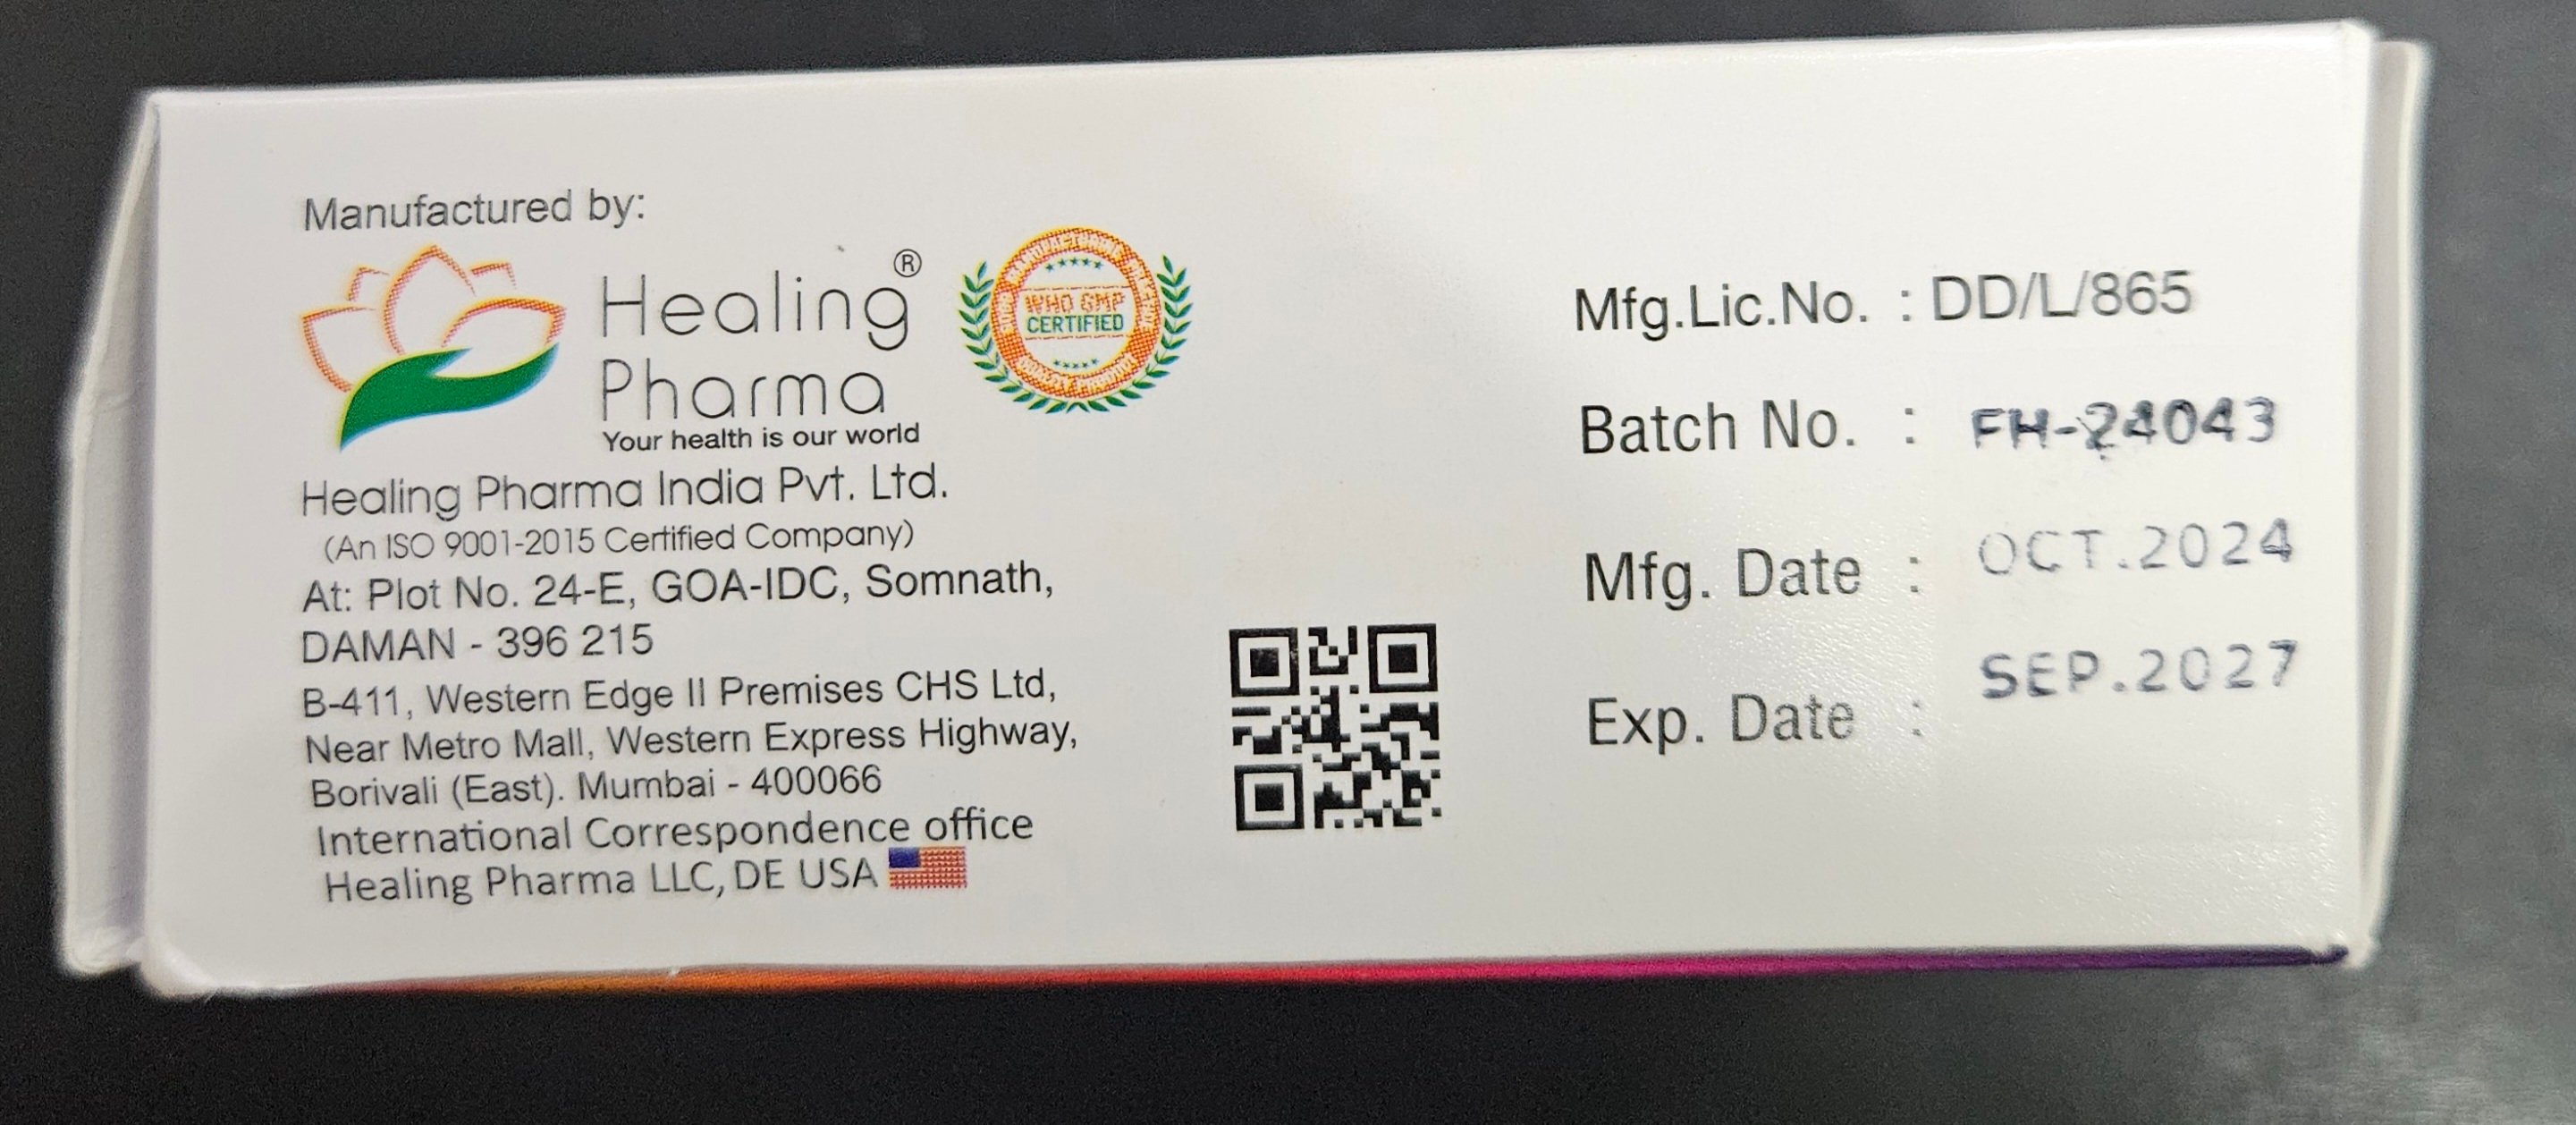 Manufactured by:
Healing®
Pharma
Your health is our world
WHO GMP
CERTIFIED
Healing Pharma India Pvt. Ltd.
(An ISO 9001-2015 Certified Company)
At: Plot No. 24-E, GOA-IDC, Somnath,
DAMAN - 396 215
B-411, Western Edge II Premises CHS Ltd,
Near Metro Mall, Western Express Highway,
Borivali (East). Mumbai - 400066
International Correspondence office
Healing Pharma LLC, DE USA
Mfg.Lic.No. : DD/L/865
Batch No. : FH-24043
Mfg. Date : OCT.2024
Exp. Date : SEP.2027